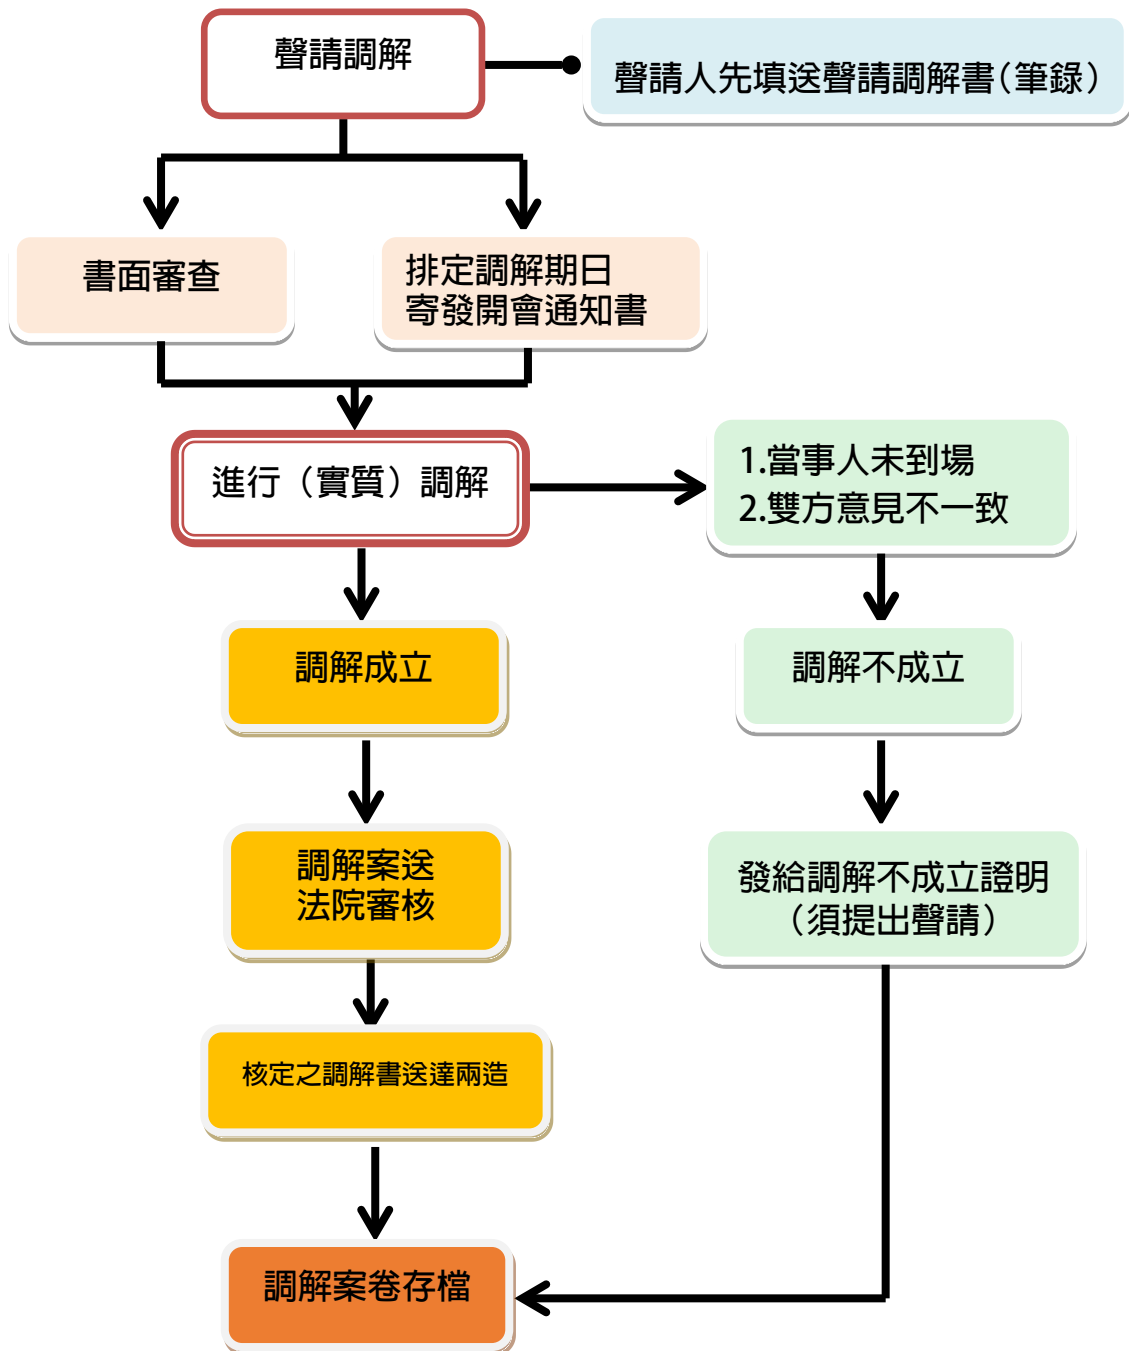 聲請調解
聲請人先填送聲請調解書(筆錄)
書面審查
排定調解期日
寄發開會通知書
進行（實質）調解
1.當事人未到場
2.雙方意見不一致
調解成立
調解不成立
調解案送
法院審核
發給調解不成立證明
（須提出聲請）
核定之調解書送達兩造
調解案卷存檔